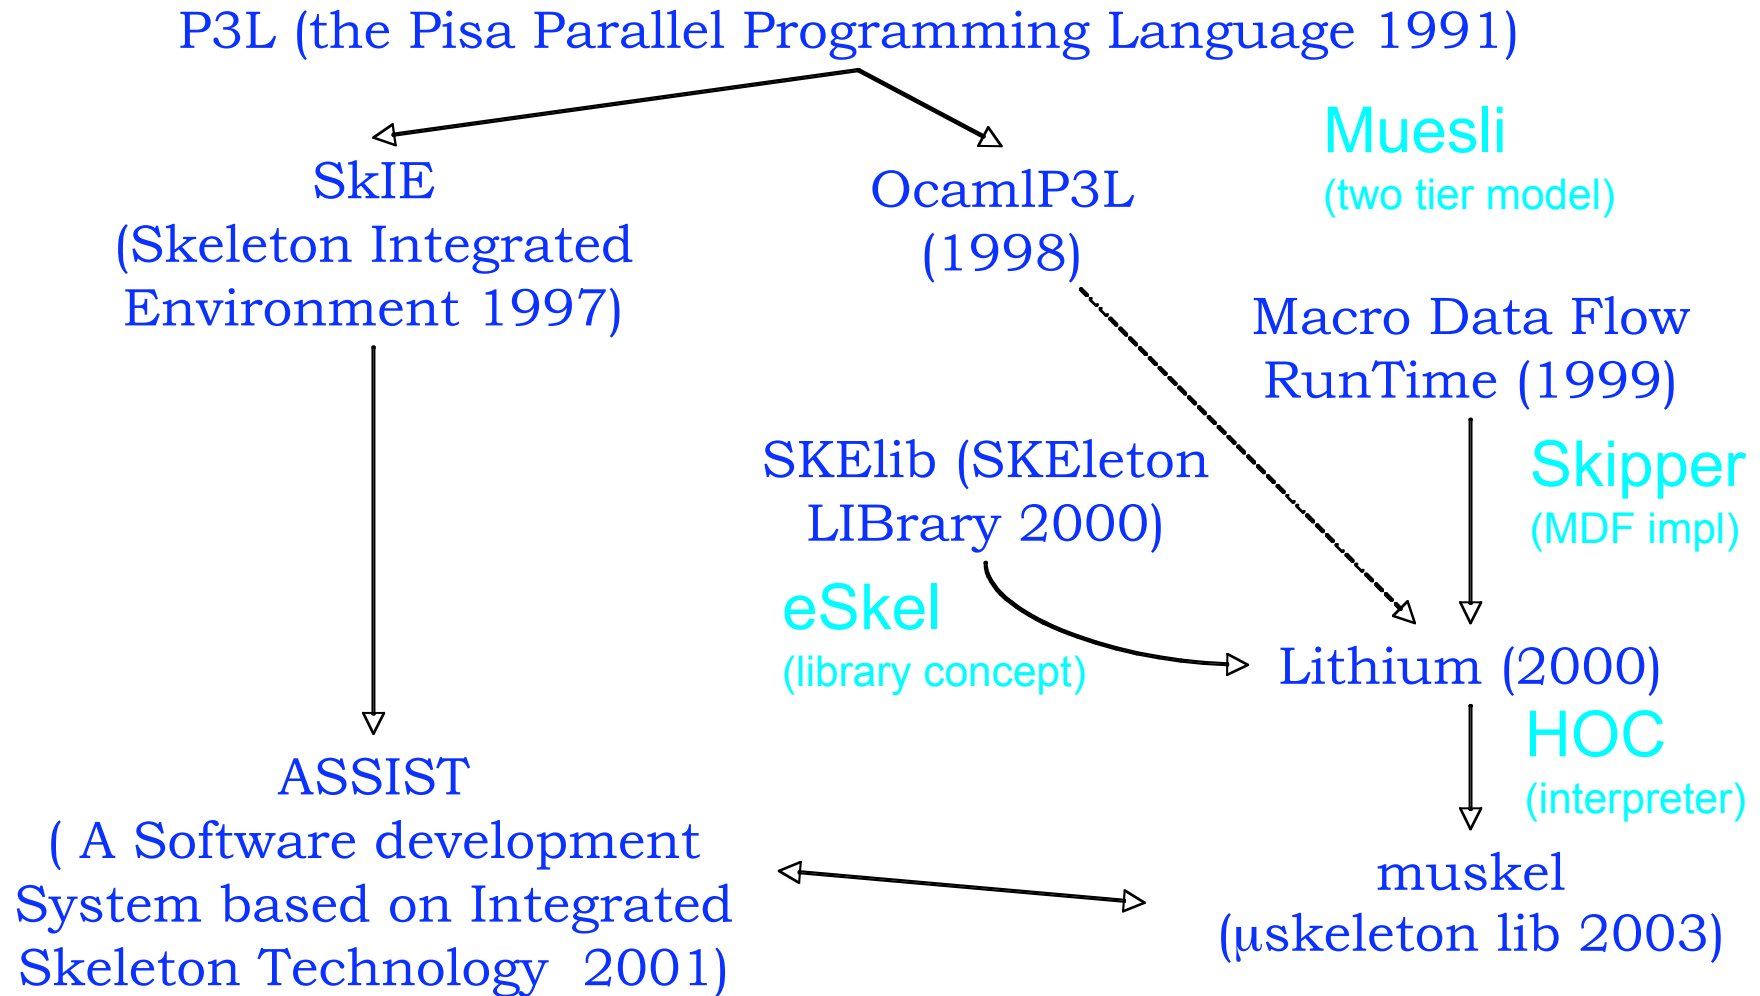 P3L (the Pisa Parallel Programming Language 1991)
SkIE
(Skeleton Integrated
Environment 1997)
OcamlP3L
(1998)
Muesli
(two tier model)
Macro Data Flow
RunTime (1999)
SKElib (SKEleton
LIBrary 2000)
Skipper
(MDF impl)
eSkel
(library concept)
Lithium (2000)
HOC
(interpreter)
ASSIST
( A Software development
System based on Integrated
Skeleton Technology  2001)
muskel
(μskeleton lib 2003)